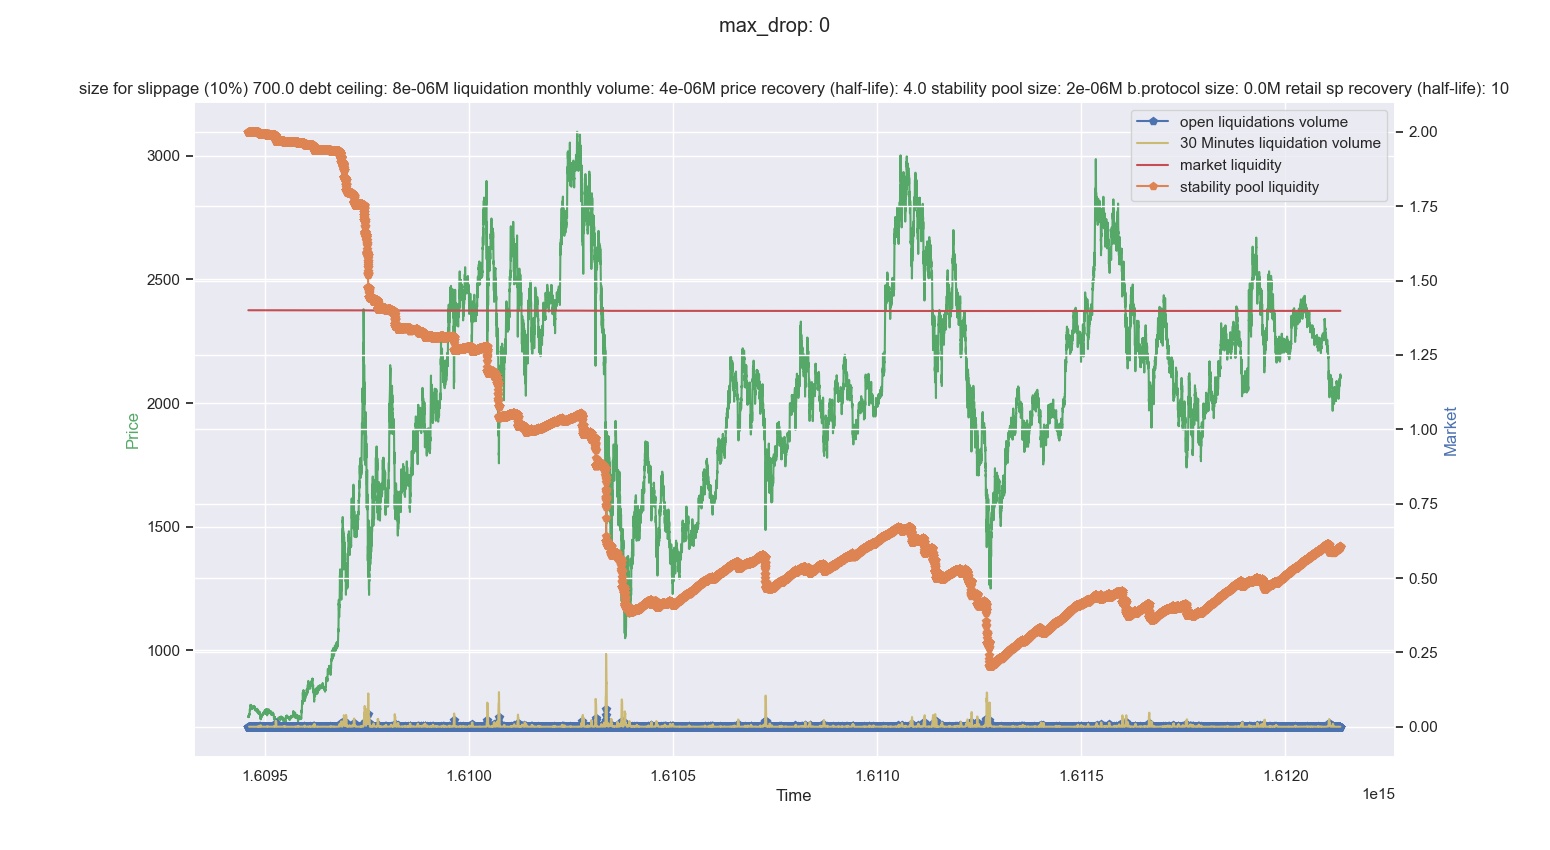 max_drop: 0
size for slippage (10%) 700.0 debt ceiling: 8e-06M liquidation monthly volume: 4e-06M price recovery (half-life): 4.0 stability pool size: 2e-06M b.protocol size: 0.0M retail sp recovery (half-life): 10
open liquidations volume
30 Minutes liquidation volume
market liquidity
stability pool liquidity
3000
2500
2000
1500
1000
Price
2.00
1.75
1.50
1.25
1.00
0.75
0.50
0.25
0.00
Market
1.6095 1.6100 1.6105 1.6110 1.6115 1.6120
Time
1e15